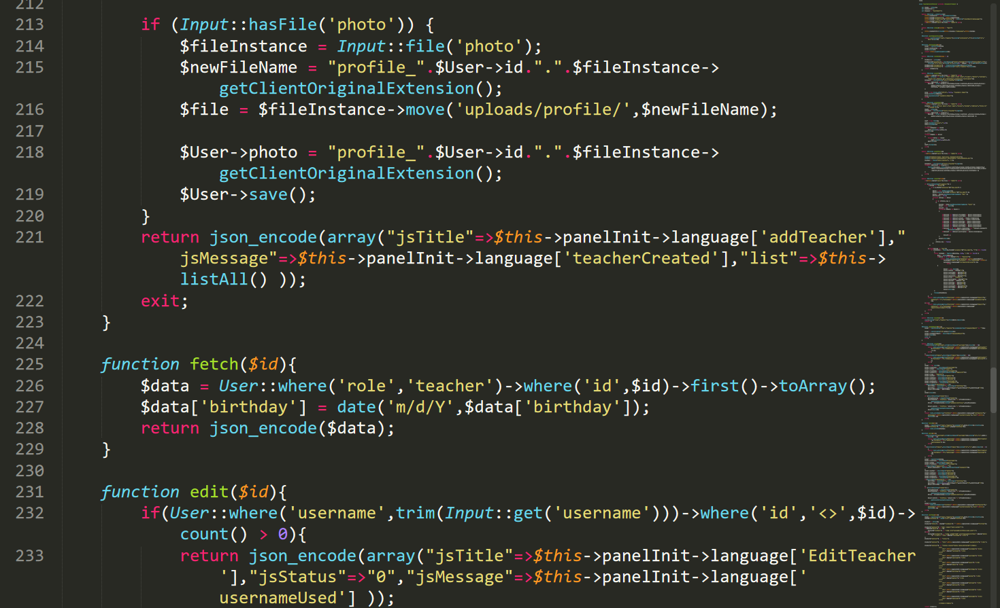 212
213 if (Input::hasFile('photo')) {
214 $fileInstance = Input::file('photo');
215 $newFileName = "profile_".$User->id.".".$fileInstance->
getClientOriginalExtension();
216 $file = $fileInstance->move('uploads/profile/',$newFileName);
217
218 $User->photo = "profile_".$User->id.".".$fileInstance->
getClientOriginalExtension();
219 $User->save();
220 }
221 return json_encode(array("jsTitle"=>$this->panelInit->language['addTeacher'],"
jsMessage"=>$this->panelInit->language['teacherCreated'],"list"=>$this->
listAll() ));
222 exit;
223 }
224
225 function fetch($id){
226 $data = User::where('role','teacher')->where('id',$id)->first()->toArray();
227 $data['birthday'] = date('m/d/Y',$data['birthday']);
228 return json_encode($data);
229 }
230
231 function edit($id){
232 if(User::where('username',trim(Input::get('username')))->where('id','<>',$id)->
count() > 0){
233 return json_encode(array("jsTitle"=>$this->panelInit->language['EditTeacher
'],"jsStatus"=>"0","jsMessage"=>$this->panelInit->language['
usernameUsed'] ));